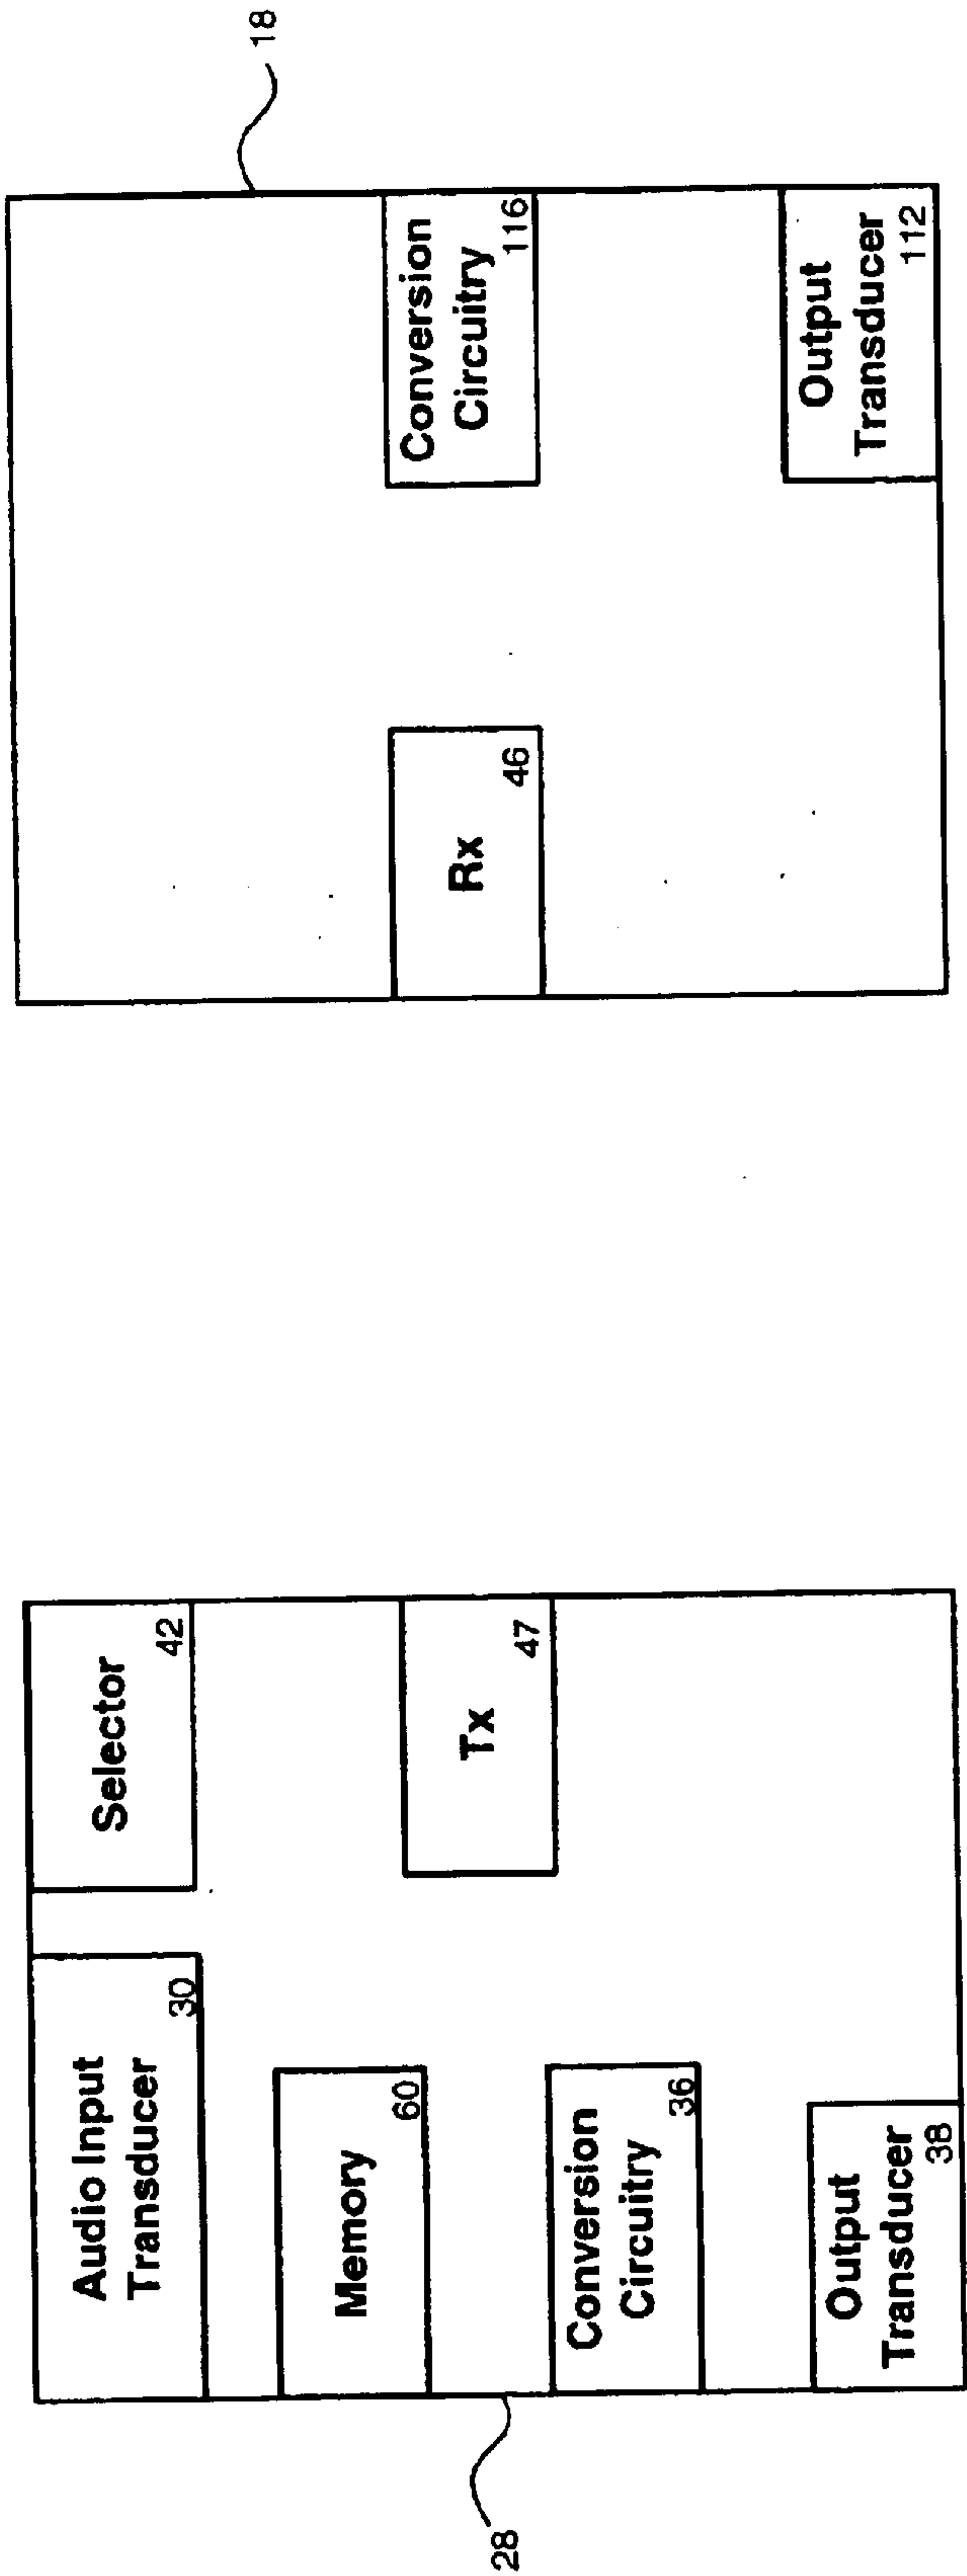 Audio Input
Transducer
30
Selector
42
Memory
60
Tx
47
Conversion
Circuitry
36
Output
Transducer
38
28
18
Rx
46
Conversion
Circuitry
116
Output
Transducer
112